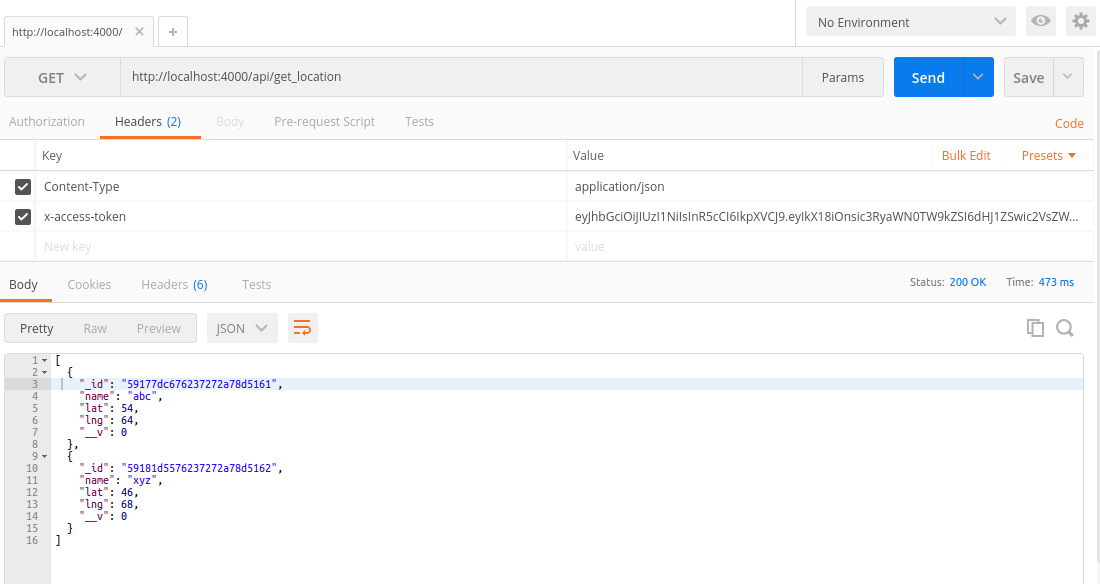 http://localhost:4000/ × +
No Environment
GET http://localhost:4000/api/get_location Params Send Save
Authorization Headers (2) Body Pre-request Script Tests Code
Key Value Bulk Edit Presets
Content-Type application/json
x-access-token eyJhbGciOiJIUzI1NiIsInR5cCI6IkpXVCJ9.eyIkX18iOnsic3RyaWN0TW9kZSI6dHJ1ZSwic2VsZW...
New key value
Body Cookies Headers (6) Tests Status: 200 OK Time: 473 ms
Pretty Raw Preview JSON
1 [
2 {
3 "_id": "59177dc676237272a78d5161",
4 "name": "abc",
5 "lat": 54,
6 "lng": 64,
7 "__v": 0
8 },
9 {
10 "_id": "59181d5576237272a78d5162",
11 "name": "xyz",
12 "lat": 46,
13 "lng": 68,
14 "__v": 0
15 }
16 ]